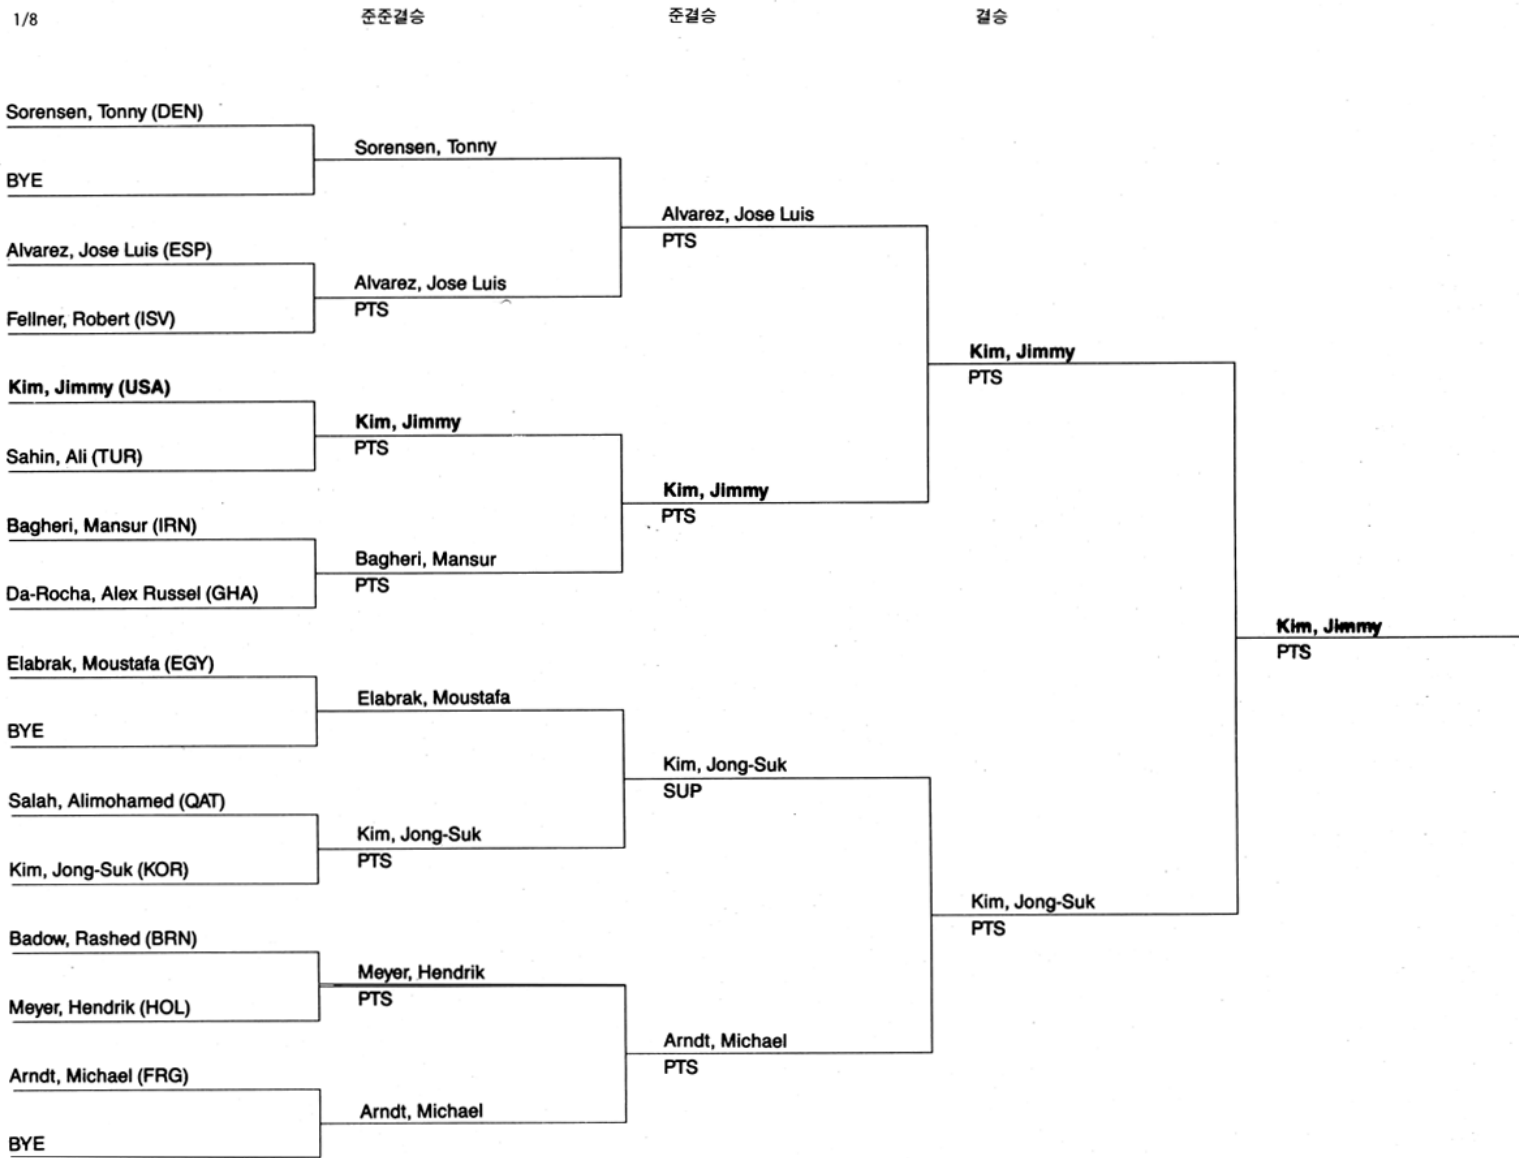 1/8
준준결승
준결승
결승
Sorensen, Tonny (DEN)
BYE
Alvarez, Jose Luis (ESP)
Fellner, Robert (ISV)
Kim, Jimmy (USA)
Sahin, Ali (TUR)
Bagheri, Mansur (IRN)
Da-Rocha, Alex Russel (GHA)
Elabrak, Moustafa (EGY)
BYE
Salah, Alimohamed (QAT)
Kim, Jong-Suk (KOR)
Badow, Rashed (BRN)
Meyer, Hendrik (HOL)
Arndt, Michael (FRG)
BYE
Sorensen, Tonny
Alvarez, Jose Luis
PTS
Kim, Jimmy
PTS
Bagheri, Mansur
PTS
Elabrak, Moustafa
Kim, Jong-Suk
PTS
Meyer, Hendrik
PTS
Arndt, Michael
Alvarez, Jose Luis
PTS
Kim, Jimmy
PTS
Kim, Jong-Suk
SUP
Arndt, Michael
PTS
Kim, Jimmy
PTS
Kim, Jong-Suk
PTS
Kim, Jimmy
PTS